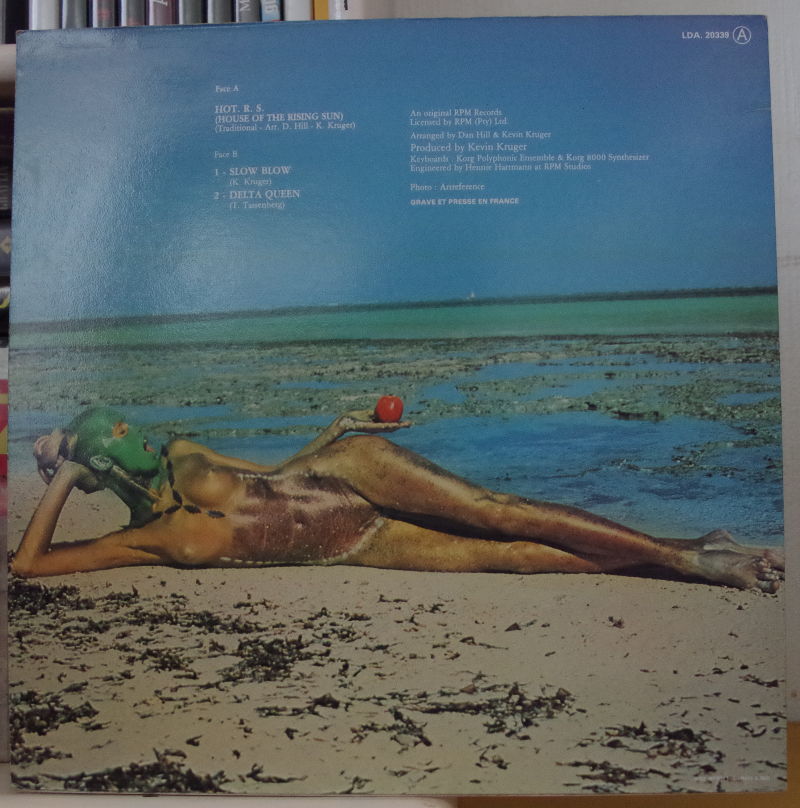 LDA. 20339 A
Face A
HOT. R. S.
(HOUSE OF THE RISING SUN)
(Traditional - Arr. D. Hill - K. Kruger)
Face B
1 - SLOW BLOW
(K. Kruger)
2 - DELTA QUEEN
(T. Tassenberg)
An original RPM Records
Licensed by RPM (Pty) Ltd.
Arranged by Dan Hill & Kevin Kruger
Produced by Kevin Kruger
Keyboards : Korg Polyphonic Ensemble & Korg 8000 Synthesizer
Engineered by Hennie Hartmann at RPM Studios
Photo : Antreference
GRAVE ET PRESSE EN FRANCE